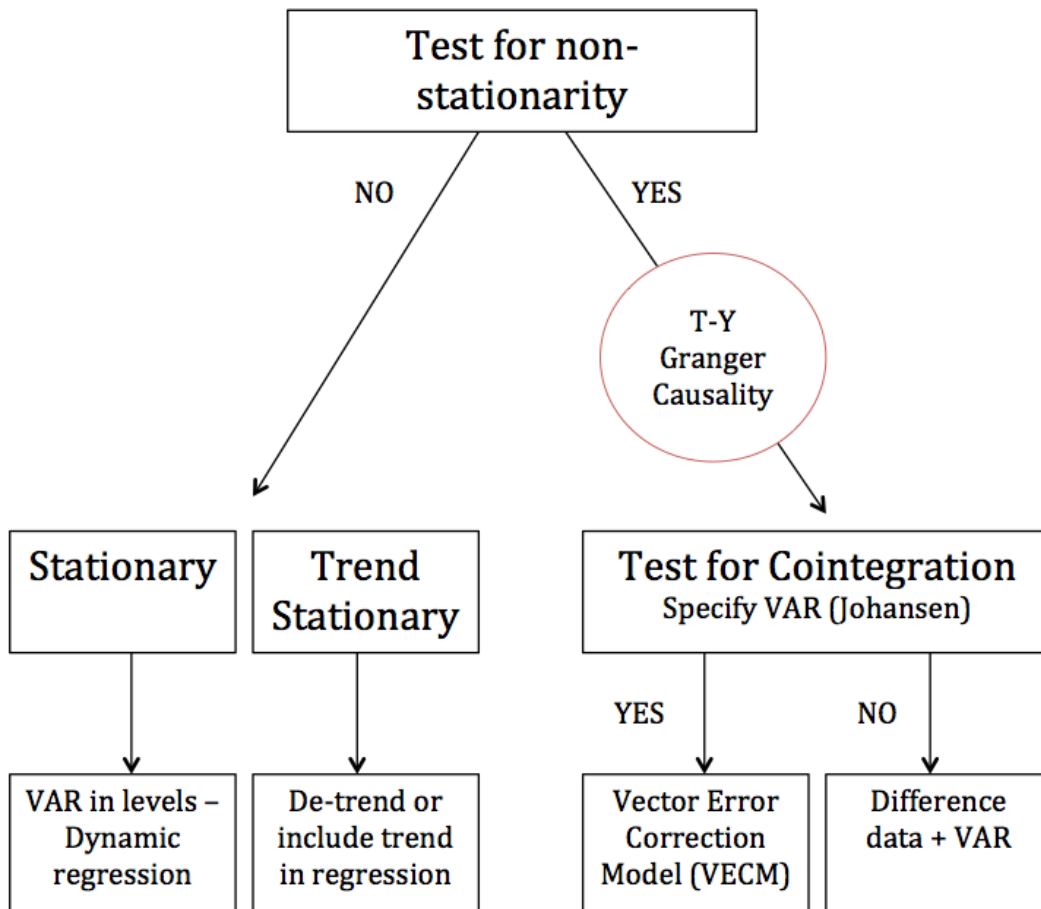 Test for non-
stationarity
NO
YES
T-Y
Granger
Causality
Stationary
Trend
Stationary
Test for Cointegration
Specify VAR (Johansen)
YES
NO
VAR in levels –
Dynamic
regression
De-trend or
include trend
in regression
Vector Error
Correction
Model (VECM)
Difference
data + VAR